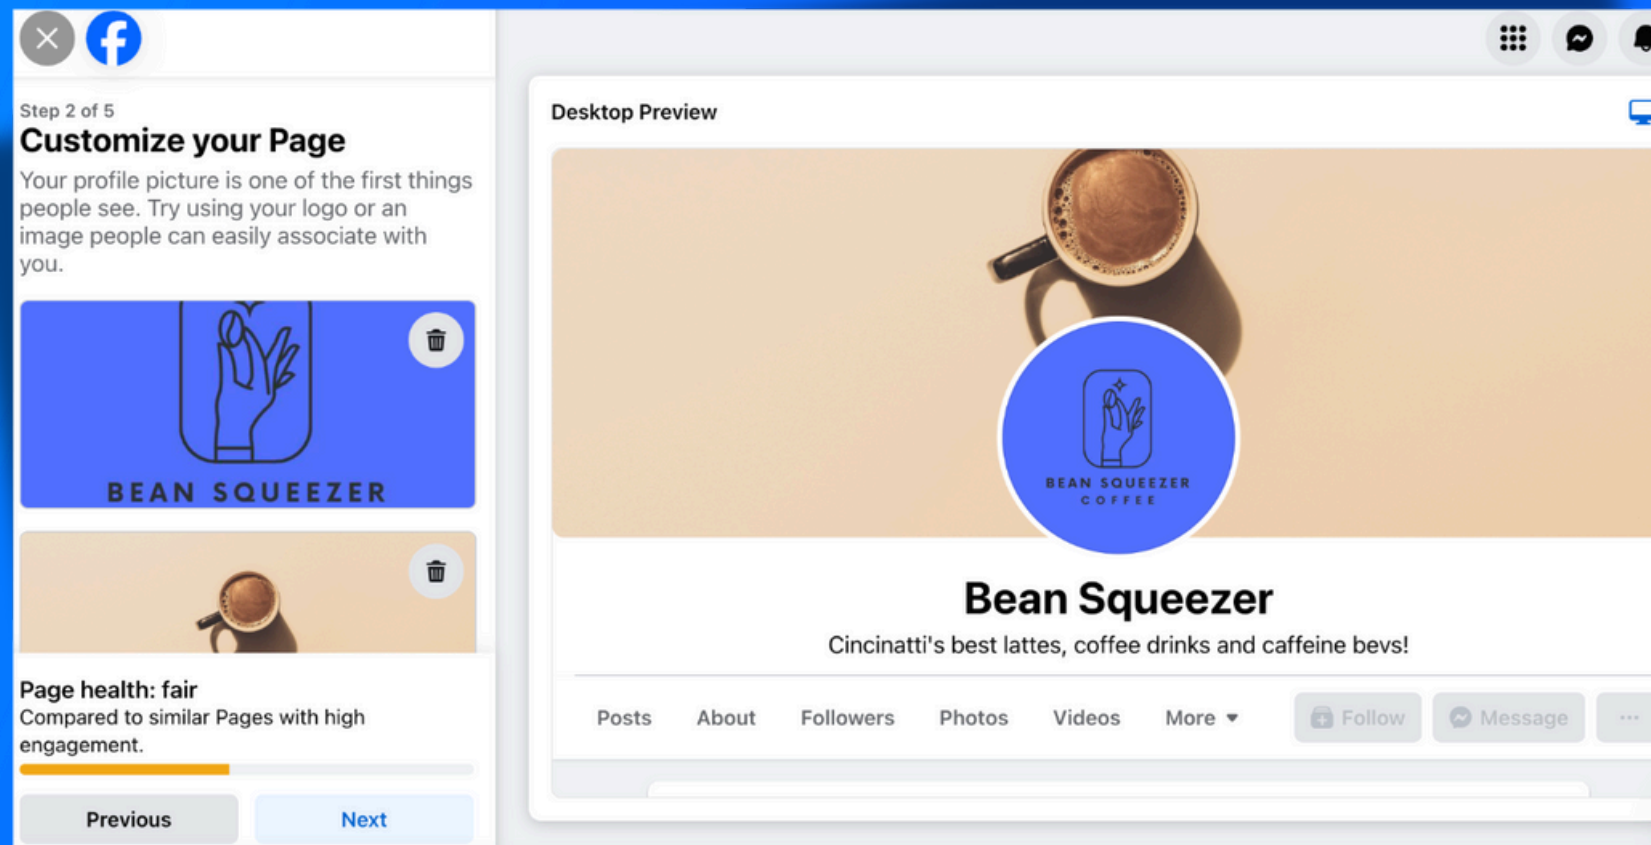 Step 2 of 5
Customize your Page
Your profile picture is one of the first things
people see. Try using your logo or an
image people can easily associate with
you.
BEAN SQUEEZER
Page health: fair
Compared to similar Pages with high
engagement.
Previous
Next
Desktop Preview
BEAN SQUEEZER
COFFEE
Bean Squeezer
Cincinatti's best lattes, coffee drinks and caffeine bevs!
Posts About Followers Photos Videos More Follow Message